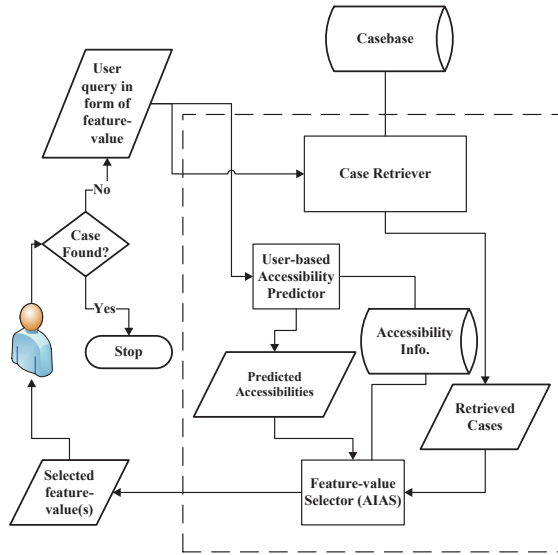 Casebase
User
query in
form of
feature-
value
Case Retriever
No
Case
Found?
User-based
Accessibility
Predictor
Yes
Stop
Accessibility
Info.
Predicted
Accessibilities
Retrieved
Cases
Selected
feature-
value(s)
Feature-value
Selector (AIAS)